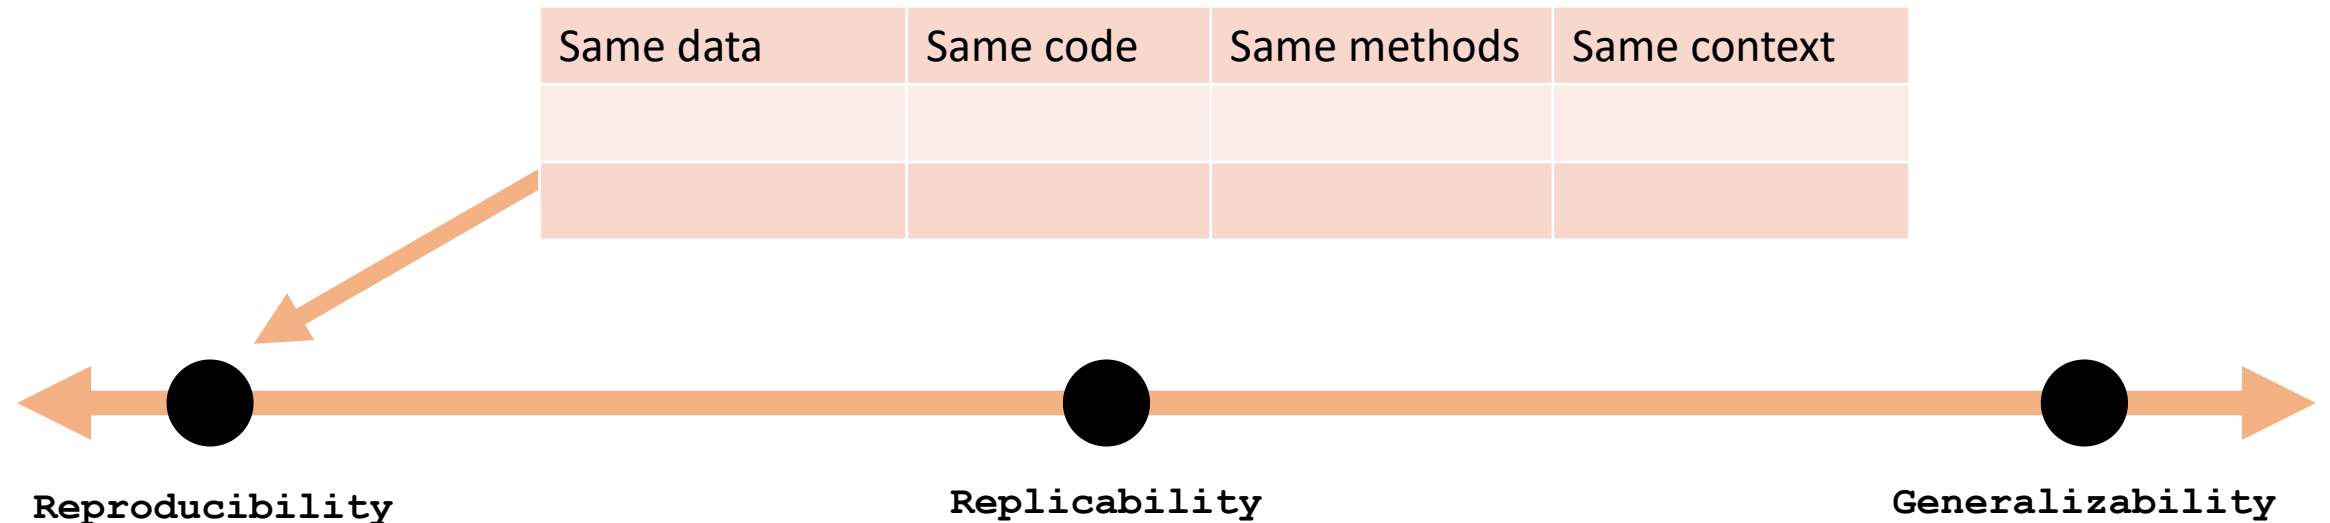 Same data Same code Same methods Same context
Reproducibility Replicability Generalizability